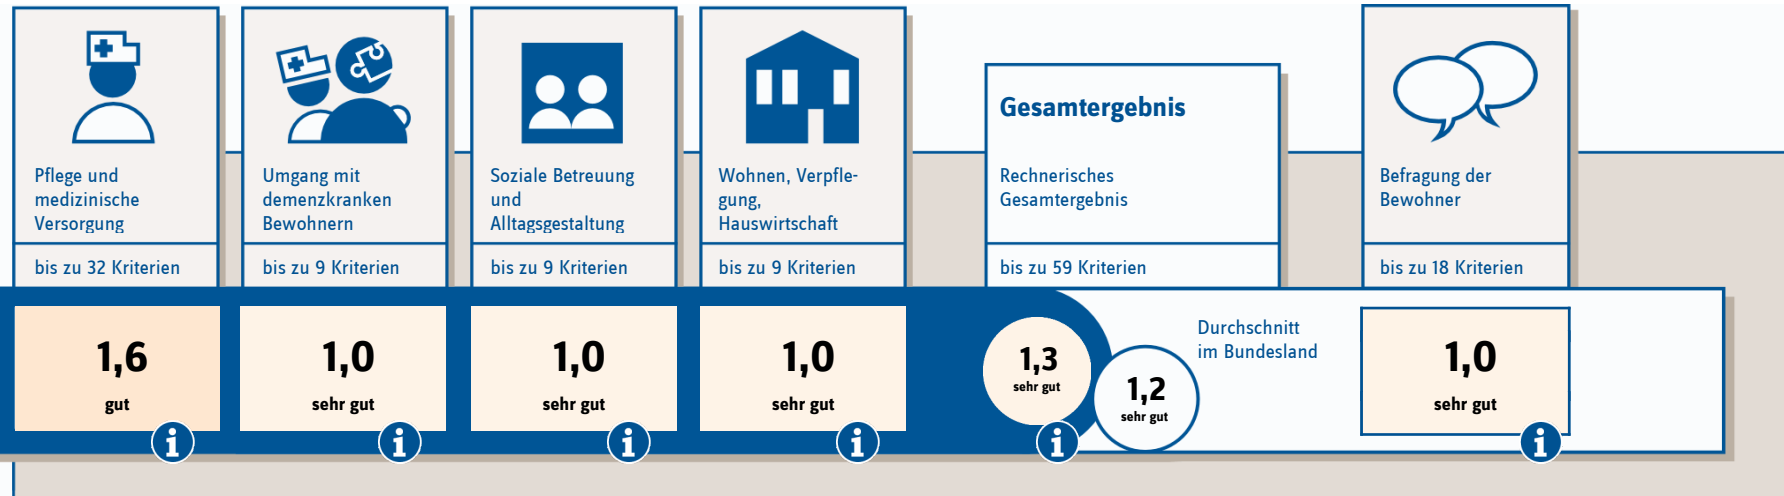 Pflege und
medizinische
Versorgung
bis zu 32 Kriterien
1,6
gut
Umgang mit
demenzkranken
Bewohnern
bis zu 9 Kriterien
1,0
sehr gut
Soziale Betreuung
und
Alltagsgestaltung
bis zu 9 Kriterien
1,0
sehr gut
Wohnen, Verpfle-
gung,
Hauswirtschaft
bis zu 9 Kriterien
1,0
sehr gut
Gesamtergebnis
Rechnerisches
Gesamtergebnis
bis zu 59 Kriterien
1,3
sehr gut
1,2
sehr gut
Durchschnitt
im Bundesland
Befragung der
Bewohner
bis zu 18 Kriterien
1,0
sehr gut